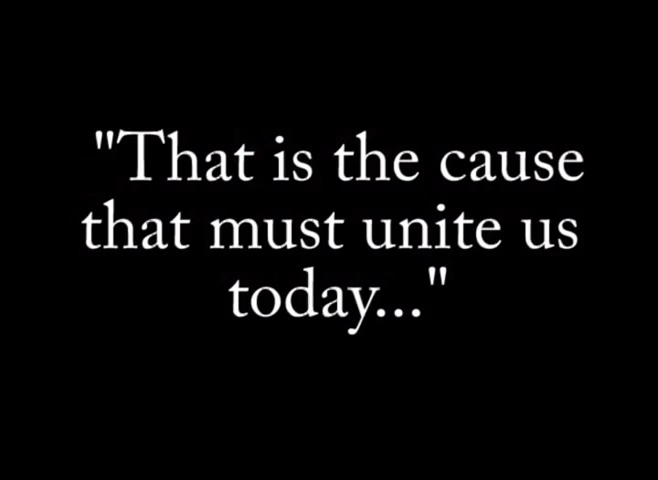 "That is the cause
that must unite us
today..."